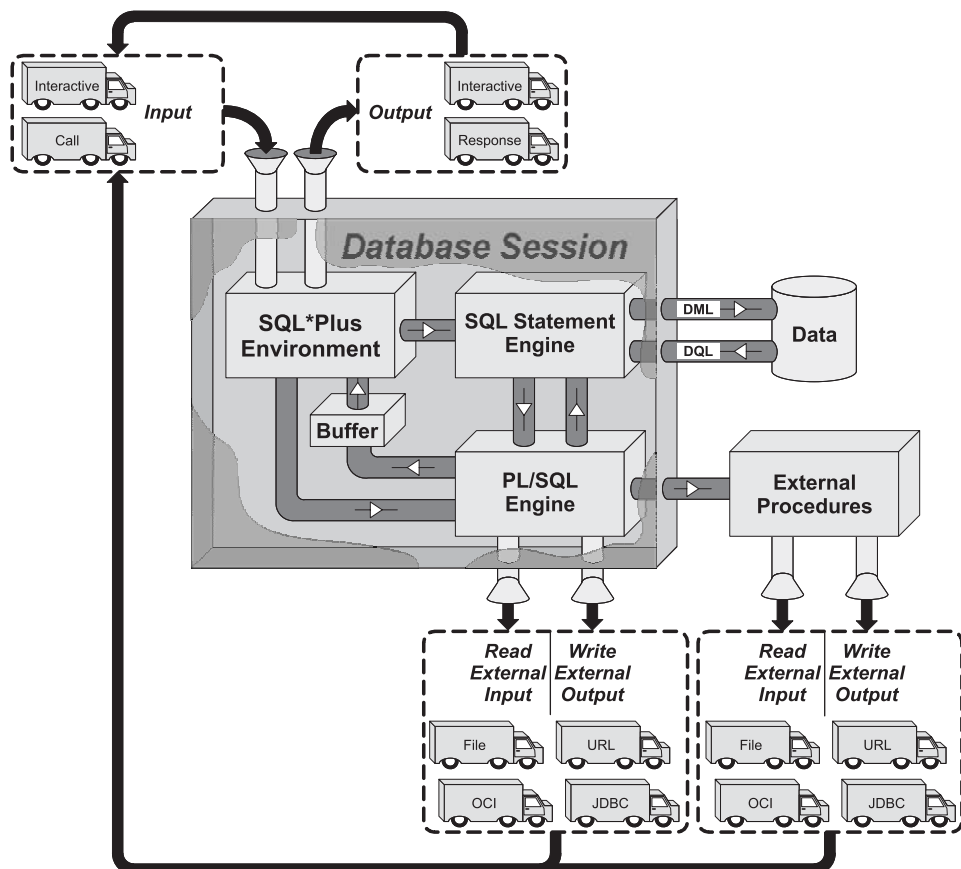 Interactive
Call
Input
Output
Interactive
Response
Database Session
SQL*Plus
Environment
SQL Statement
Engine
DML
DQL
Data
Buffer
PL/SQL
Engine
External
Procedures
Read
External
Input
Write
External
Output
File
URL
OCI
JDBC
Read
External
Input
Write
External
Output
File
URL
OCI
JDBC